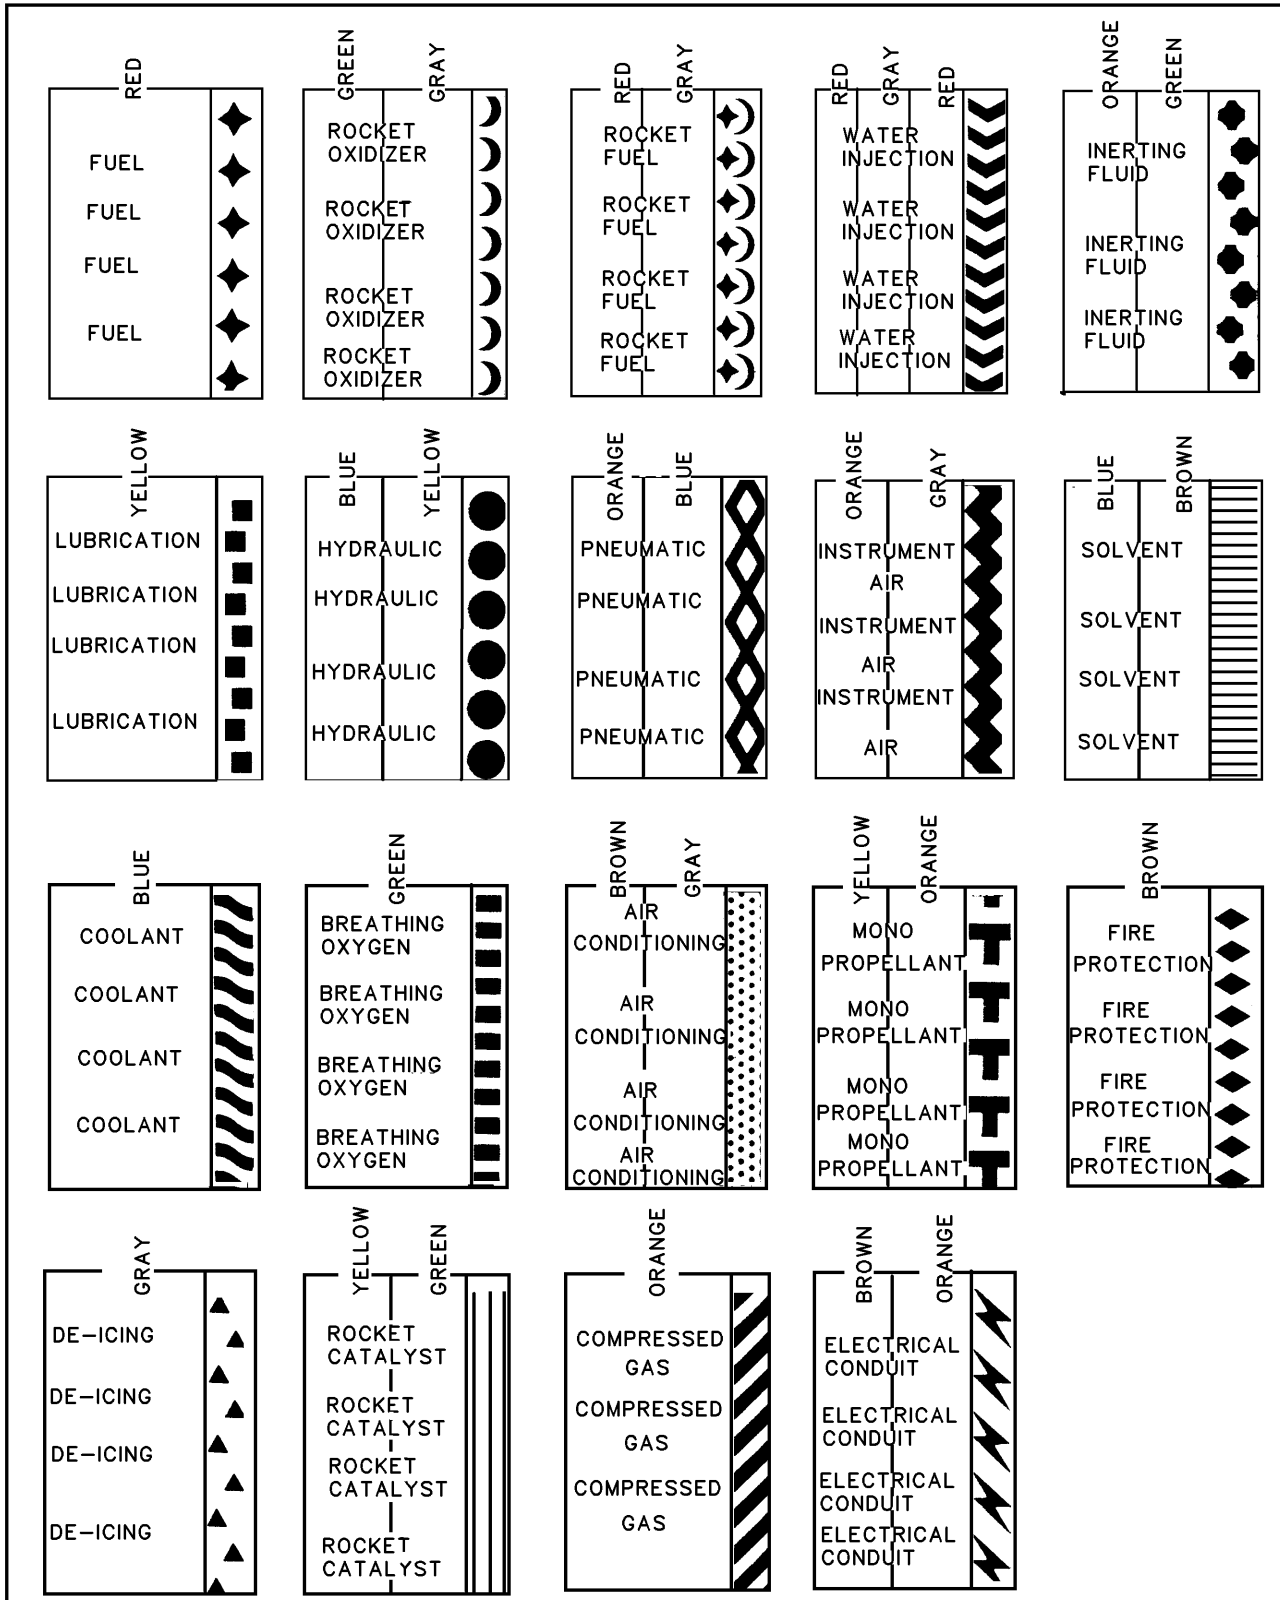 RED
FUEL
FUEL
FUEL
FUEL
GREEN
GRAY
ROCKET
OXIDIZER
ROCKET
OXIDIZER
ROCKET
OXIDIZER
ROCKET
OXIDIZER
RED
GRAY
ROCKET
FUEL
ROCKET
FUEL
ROCKET
FUEL
ROCKET
FUEL
RED
GRAY
RED
WATER
INJECTION
WATER
INJECTION
WATER
INJECTION
WATER
INJECTION
ORANGE
GREEN
INERTING
FLUID
INERTING
FLUID
INERTING
FLUID
YELLOW
LUBRICATION
LUBRICATION
LUBRICATION
LUBRICATION
BLUE
YELLOW
HYDRAULIC
HYDRAULIC
HYDRAULIC
HYDRAULIC
ORANGE
BLUE
PNEUMATIC
PNEUMATIC
PNEUMATIC
PNEUMATIC
ORANGE
GRAY
INSTRUMENT
AIR
INSTRUMENT
AIR
INSTRUMENT
AIR
BLUE
BROWN
SOLVENT
SOLVENT
SOLVENT
SOLVENT
BLUE
COOLANT
COOLANT
COOLANT
COOLANT
GREEN
BREATHING
OXYGEN
BREATHING
OXYGEN
BREATHING
OXYGEN
BREATHING
OXYGEN
BROWN
GRAY
AIR
CONDITIONING
AIR
CONDITIONING
AIR
CONDITIONING
AIR
CONDITIONING
YELLOW
ORANGE
MONO
PROPELLANT
MONO
PROPELLANT
MONO
PROPELLANT
MONO
PROPELLANT
BROWN
FIRE
PROTECTION
FIRE
PROTECTION
FIRE
PROTECTION
FIRE
PROTECTION
GRAY
DE-ICING
DE-ICING
DE-ICING
DE-ICING
YELLOW
GREEN
ROCKET
CATALYST
ROCKET
CATALYST
ROCKET
CATALYST
ROCKET
CATALYST
ORANGE
COMPRESSED
GAS
COMPRESSED
GAS
COMPRESSED
GAS
BROWN
ORANGE
ELECTRICAL
CONDUIT
ELECTRICAL
CONDUIT
ELECTRICAL
CONDUIT
ELECTRICAL
CONDUIT